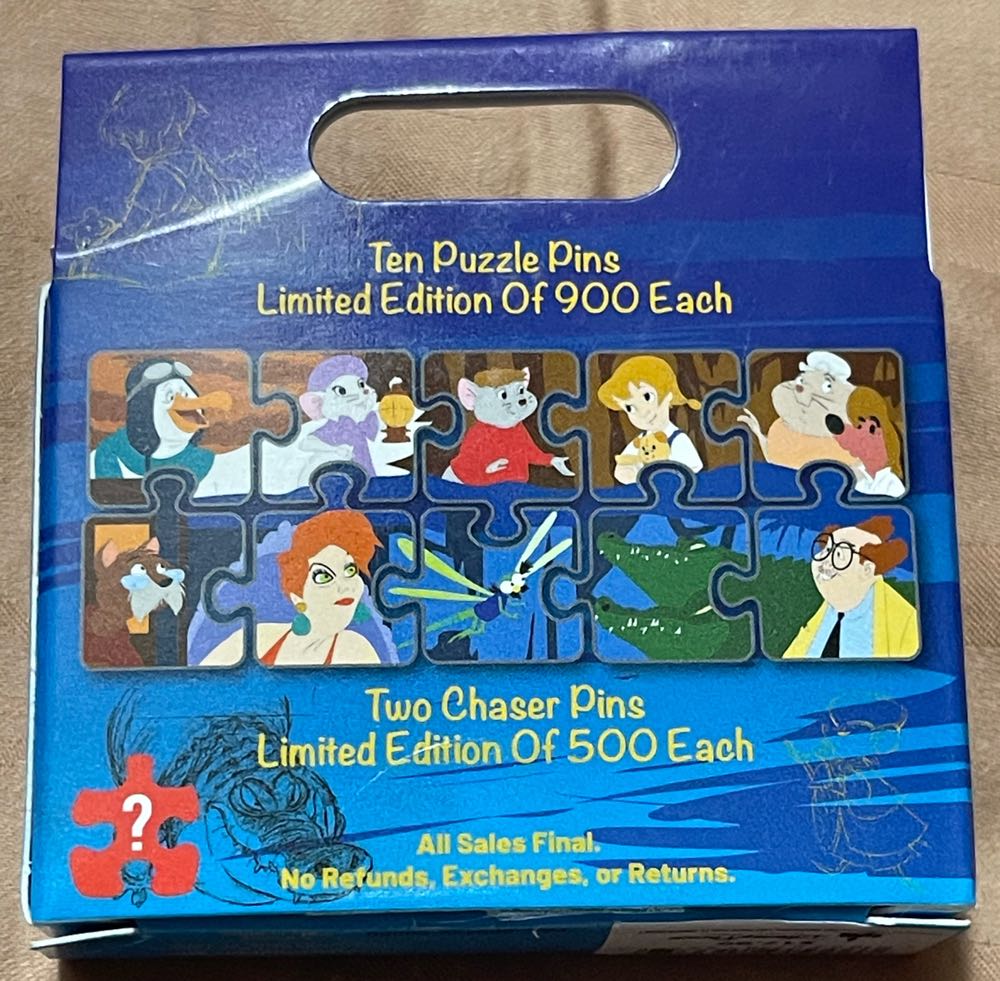 Ten Puzzle Pins
Limited Edition Of 900 Each
Two Chaser Pins
Limited Edition Of 500 Each
?
All Sales Final.
No Refunds, Exchanges, or Returns.